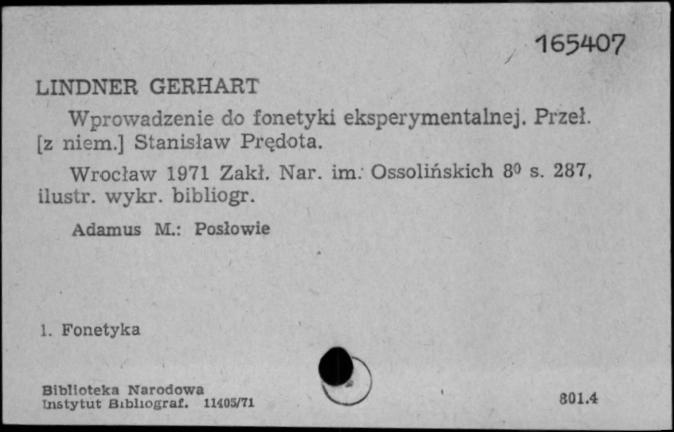 165407
LINDNER GERHART
Wprowadzenie do fonetyki eksperymentalnej. Przeł.
[z niem.] Stanisław Prędota.
Wrocław 1971 Zakł. Nar. im. Ossolińskich 8⁰ s. 287,
ilustr. wykr. bibliogr.
Adamus M.: Posłowie
1. Fonetyka
Biblioteka Narodowa
Instytut Bibliograf. 11405/71
801.4